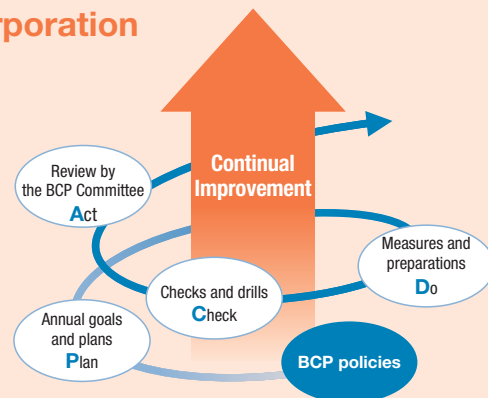 rporation
Continual
Improvement
Review by
the BCP Committee
Act
Measures and
preparations
Do
Checks and drills
Check
Annual goals
and plans
Plan
BCP policies